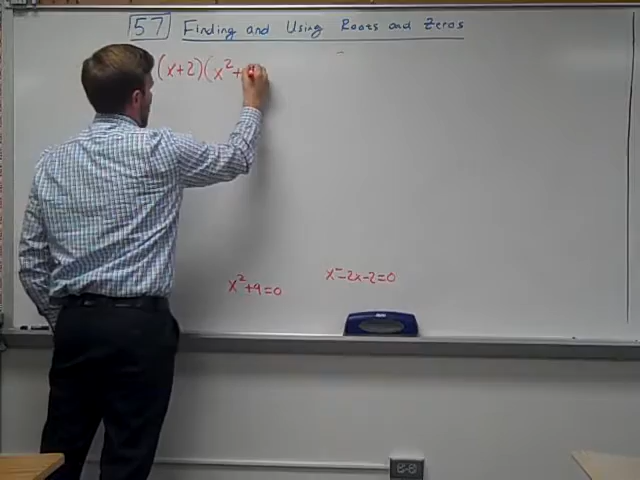 57 Finding and Using Roots and Zeros
(x+2)(x²+
x²+9=0
x²-2x-2=0